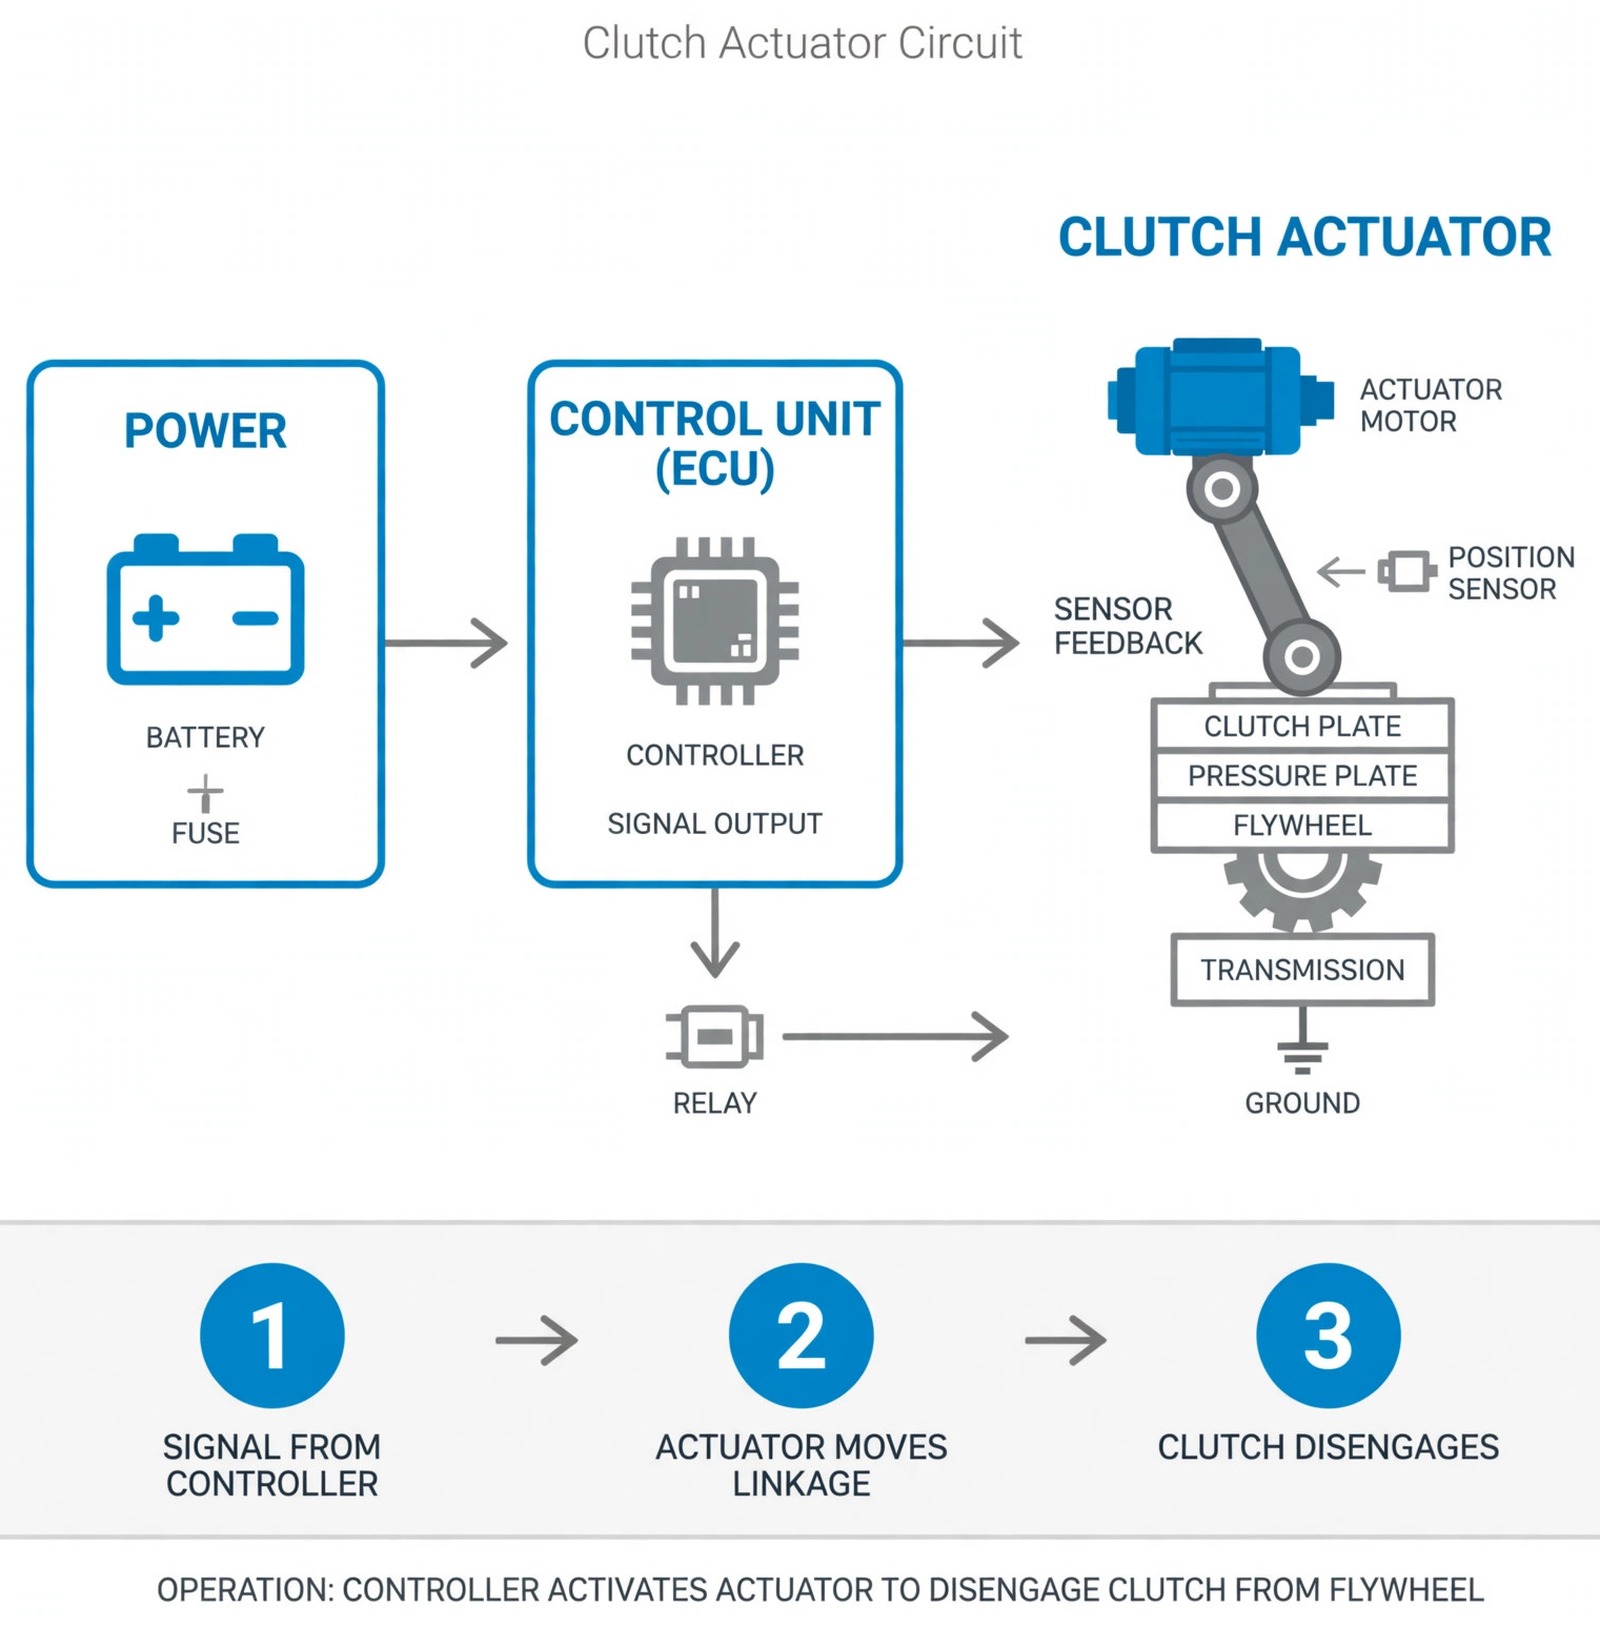 Clutch Actuator Circuit
CLUTCH ACTUATOR
POWER
BATTERY
FUSE
CONTROL UNIT
(ECU)
CONTROLLER
SIGNAL OUTPUT
RELAY
ACTUATOR
MOTOR
POSITION
SENSOR
SENSOR
FEEDBACK
CLUTCH PLATE
PRESSURE PLATE
FLYWHEEL
TRANSMISSION
GROUND
1
SIGNAL FROM
CONTROLLER
2
ACTUATOR MOVES
LINKAGE
3
CLUTCH DISENGAGES
OPERATION: CONTROLLER ACTIVATES ACTUATOR TO DISENGAGE CLUTCH FROM FLYWHEEL